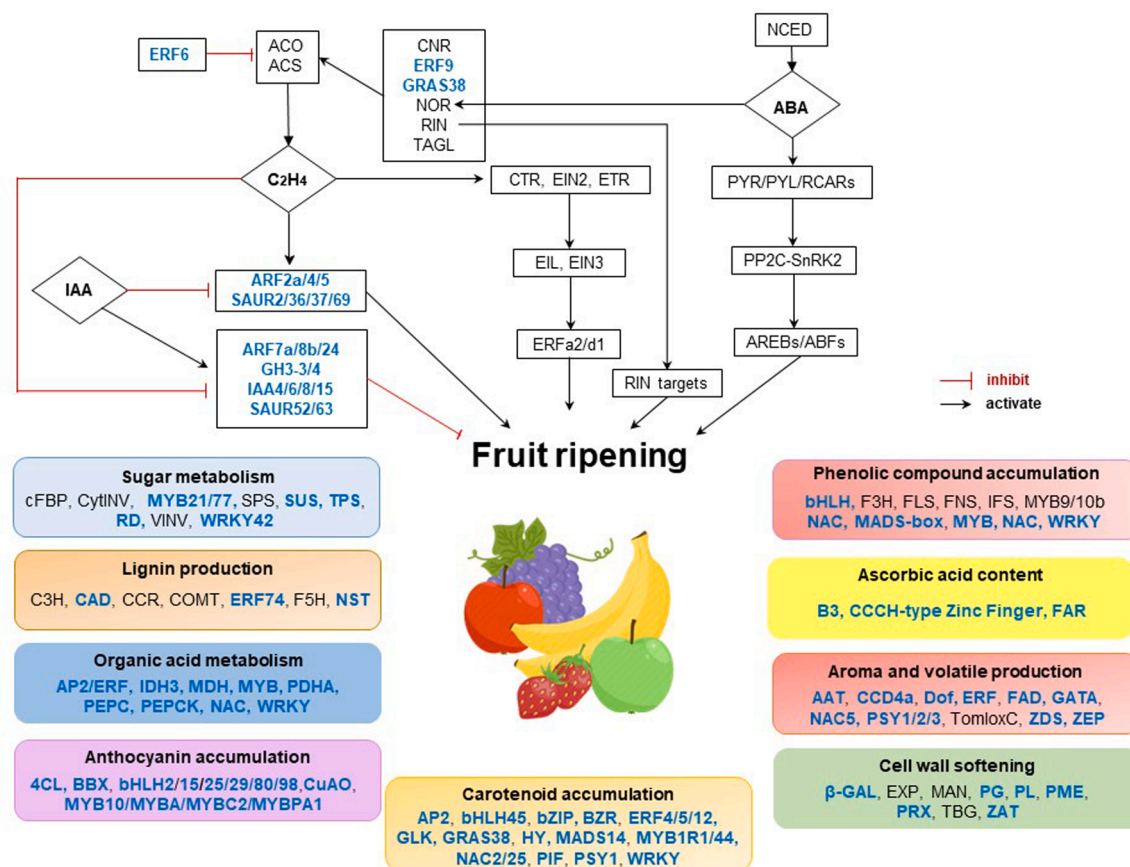 NCED
ERF6
ACO
ACS
CNR
ERF9
GRAS38
NOR
RIN
TAGL
ABA
C2H4
CTR, EIN2, ETR
PYR/PYL/RCARs
EIL, EIN3
PP2C-SnRK2
IAA
ARF2a/4/5
SAUR2/36/37/69
ARF7a/8b/24
GH3-3/4
IAA4/6/8/15
SAUR52/63
ERFa2/d1
AREBs/ABFs
RIN targets
inhibit
activate
Fruit ripening
Sugar metabolism
cFBP, CytINV, MYB21/77, SPS, SUS, TPS,
RD, VINV, WRKY42
Lignin production
C3H, CAD, CCR, COMT, ERF74, F5H, NST
Organic acid metabolism
AP2/ERF, IDH3, MDH, MYB, PDHA,
PEPC, PEPCK, NAC, WRKY
Anthocyanin accumulation
4CL, BBX, bHLH2/15/25/29/80/98,CuAO,
MYB10/MYBA/MYBC2/MYBPA1
Carotenoid accumulation
AP2, bHLH45, bZIP, BZR, ERF4/5/12,
GLK, GRAS38, HY, MADS14, MYB1R1/44,
NAC2/25, PIF, PSY1, WRKY
Phenolic compound accumulation
bHLH, F3H, FLS, FNS, IFS, MYB9/10b
NAC, MADS-box, MYB, NAC, WRKY
Ascorbic acid content
B3, CCCH-type Zinc Finger, FAR
Aroma and volatile production
AAT, CCD4a, Dof, ERF, FAD, GATA,
NAC5, PSY1/2/3, TomloxC, ZDS, ZEP
Cell wall softening
β-GAL, EXP, MAN, PG, PL, PME,
PRX, TBG, ZAT